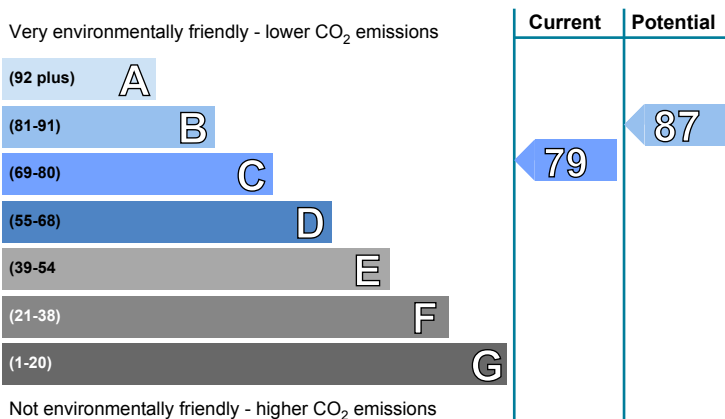 Very environmentally friendly - lower CO2 emissions
Current
Potential
(92 plus) A
(81-91) B
(69-80) C
(55-68) D
(39-54 E
(21-38) F
(1-20) G
79
87
Not environmentally friendly - higher CO2 emissions